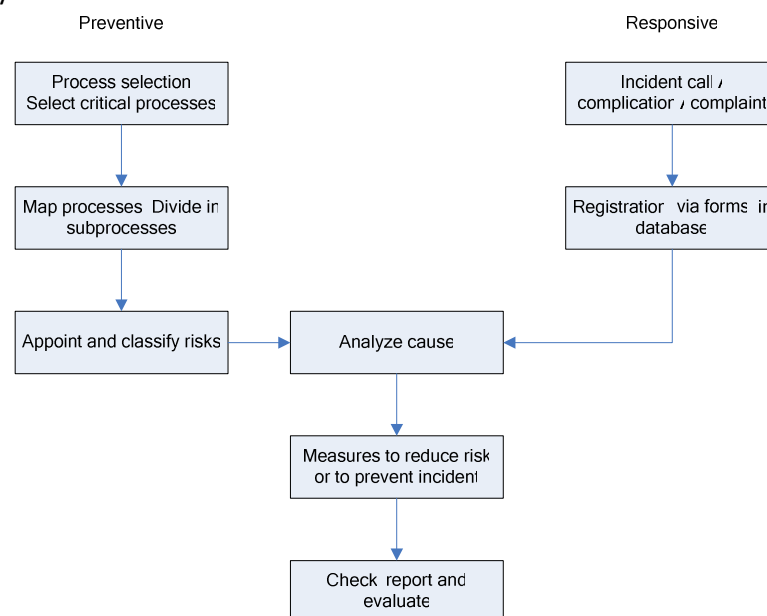 Preventive
Responsive
Process selection
Select critical processes
Incident call /
complication / complaint
Map processes Divide in
subprocesses
Registration via forms in
database
Appoint and classify risks
Analyze cause
Measures to reduce risk
or to prevent incident
Check report and
evaluate